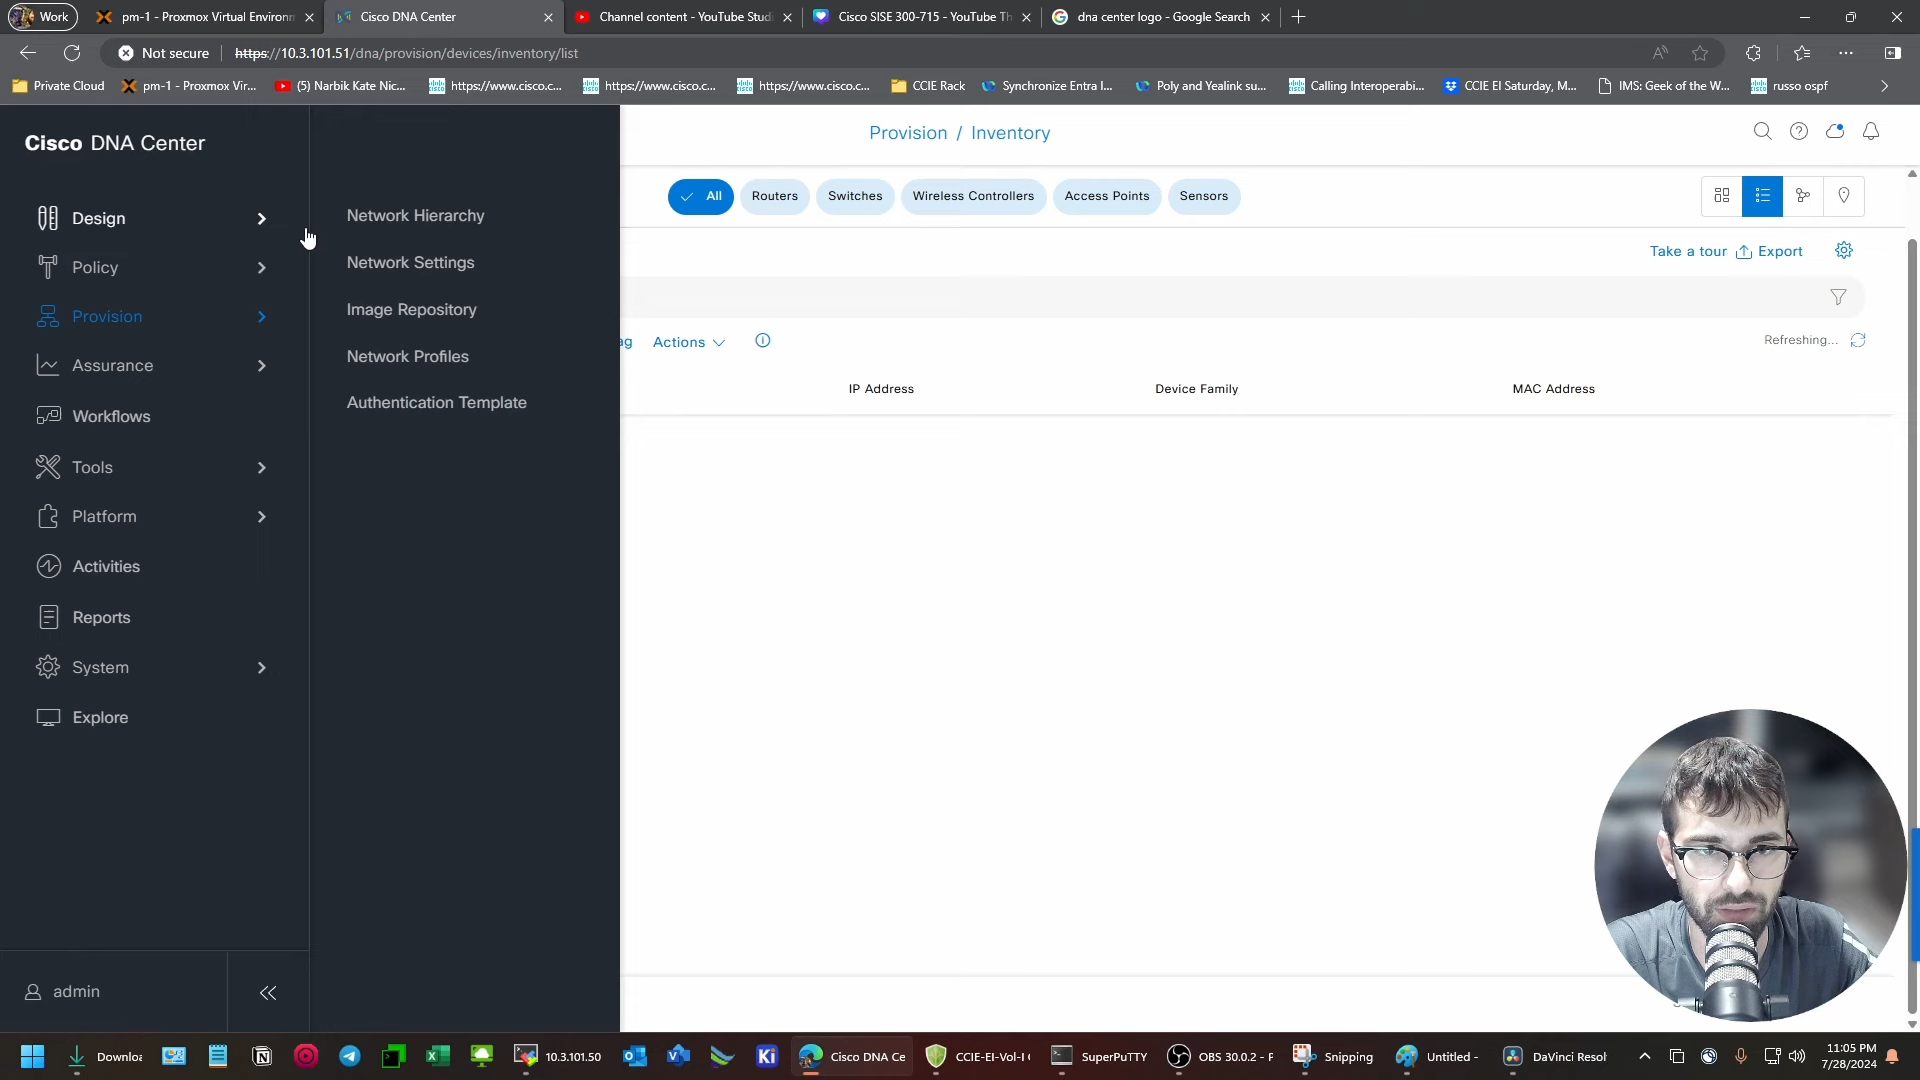 Work
pm-1 - Proxmox Virtual Environm
Cisco DNA Center
Channel content - YouTube Studi
Cisco SISE 300-715 - YouTube Th
dna center logo - Google Search
Not secure
https://10.3.101.51/dna/provision/devices/inventory/list
Private Cloud
pm-1 - Proxmox Vir...
(5) Narbik Kate Nic...
https://www.cisco.c...
https://www.cisco.c...
https://www.cisco.c...
CCIE Rack
Synchronize Entra I...
Poly and Yealink su...
Calling Interoperabi...
CCIE EI Saturday, M...
IMS: Geek of the W...
russo ospf
Cisco DNA Center
Provision / Inventory
Design
Policy
Provision
Assurance
Workflows
Tools
Platform
Activities
Reports
System
Explore
admin
Network Hierarchy
Network Settings
Image Repository
Network Profiles
Authentication Template
All
Routers
Switches
Wireless Controllers
Access Points
Sensors
Take a tour
Export
ag
Actions
Refreshing...
IP Address
Device Family
MAC Address
Downloa
10.3.101.50
Cisco DNA Ce
CCIE-EI-Vol-I
SuperPuTTY
OBS 30.0.2 - P
Snipping
Untitled -
DaVinci Resol
11:05 PM
7/28/2024